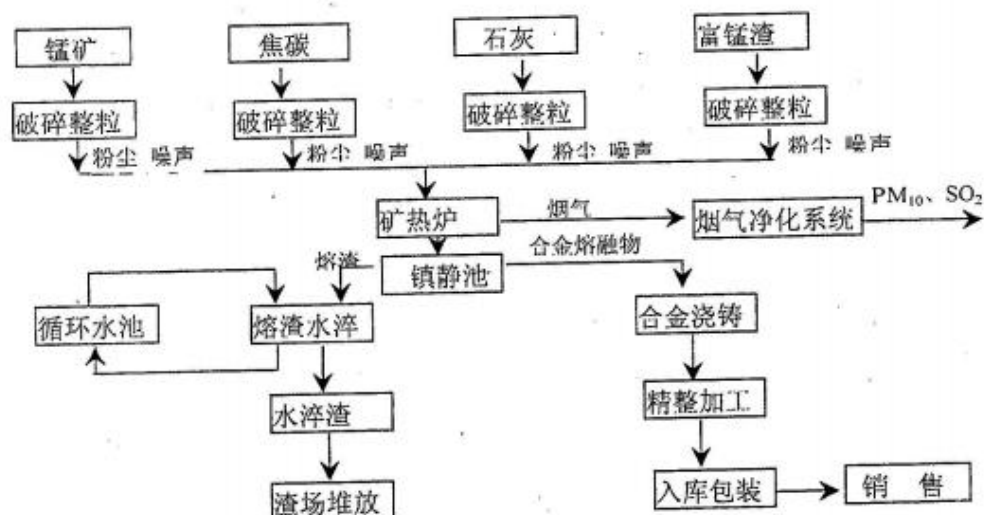 锰矿 焦碳 石灰 富锰渣
破碎整粒 破碎整粒 破碎整粒 破碎整粒
粉尘 噪声 粉尘 噪声 粉尘 噪声 粉尘 噪声
矿热炉 烟气 烟气净化系统 PM₁₀、SO₂
熔渣 镇静池 合金熔融物
循环水池 熔渣水淬 合金浇铸
水淬渣 精整加工
渣场堆放 入库包装 销 售